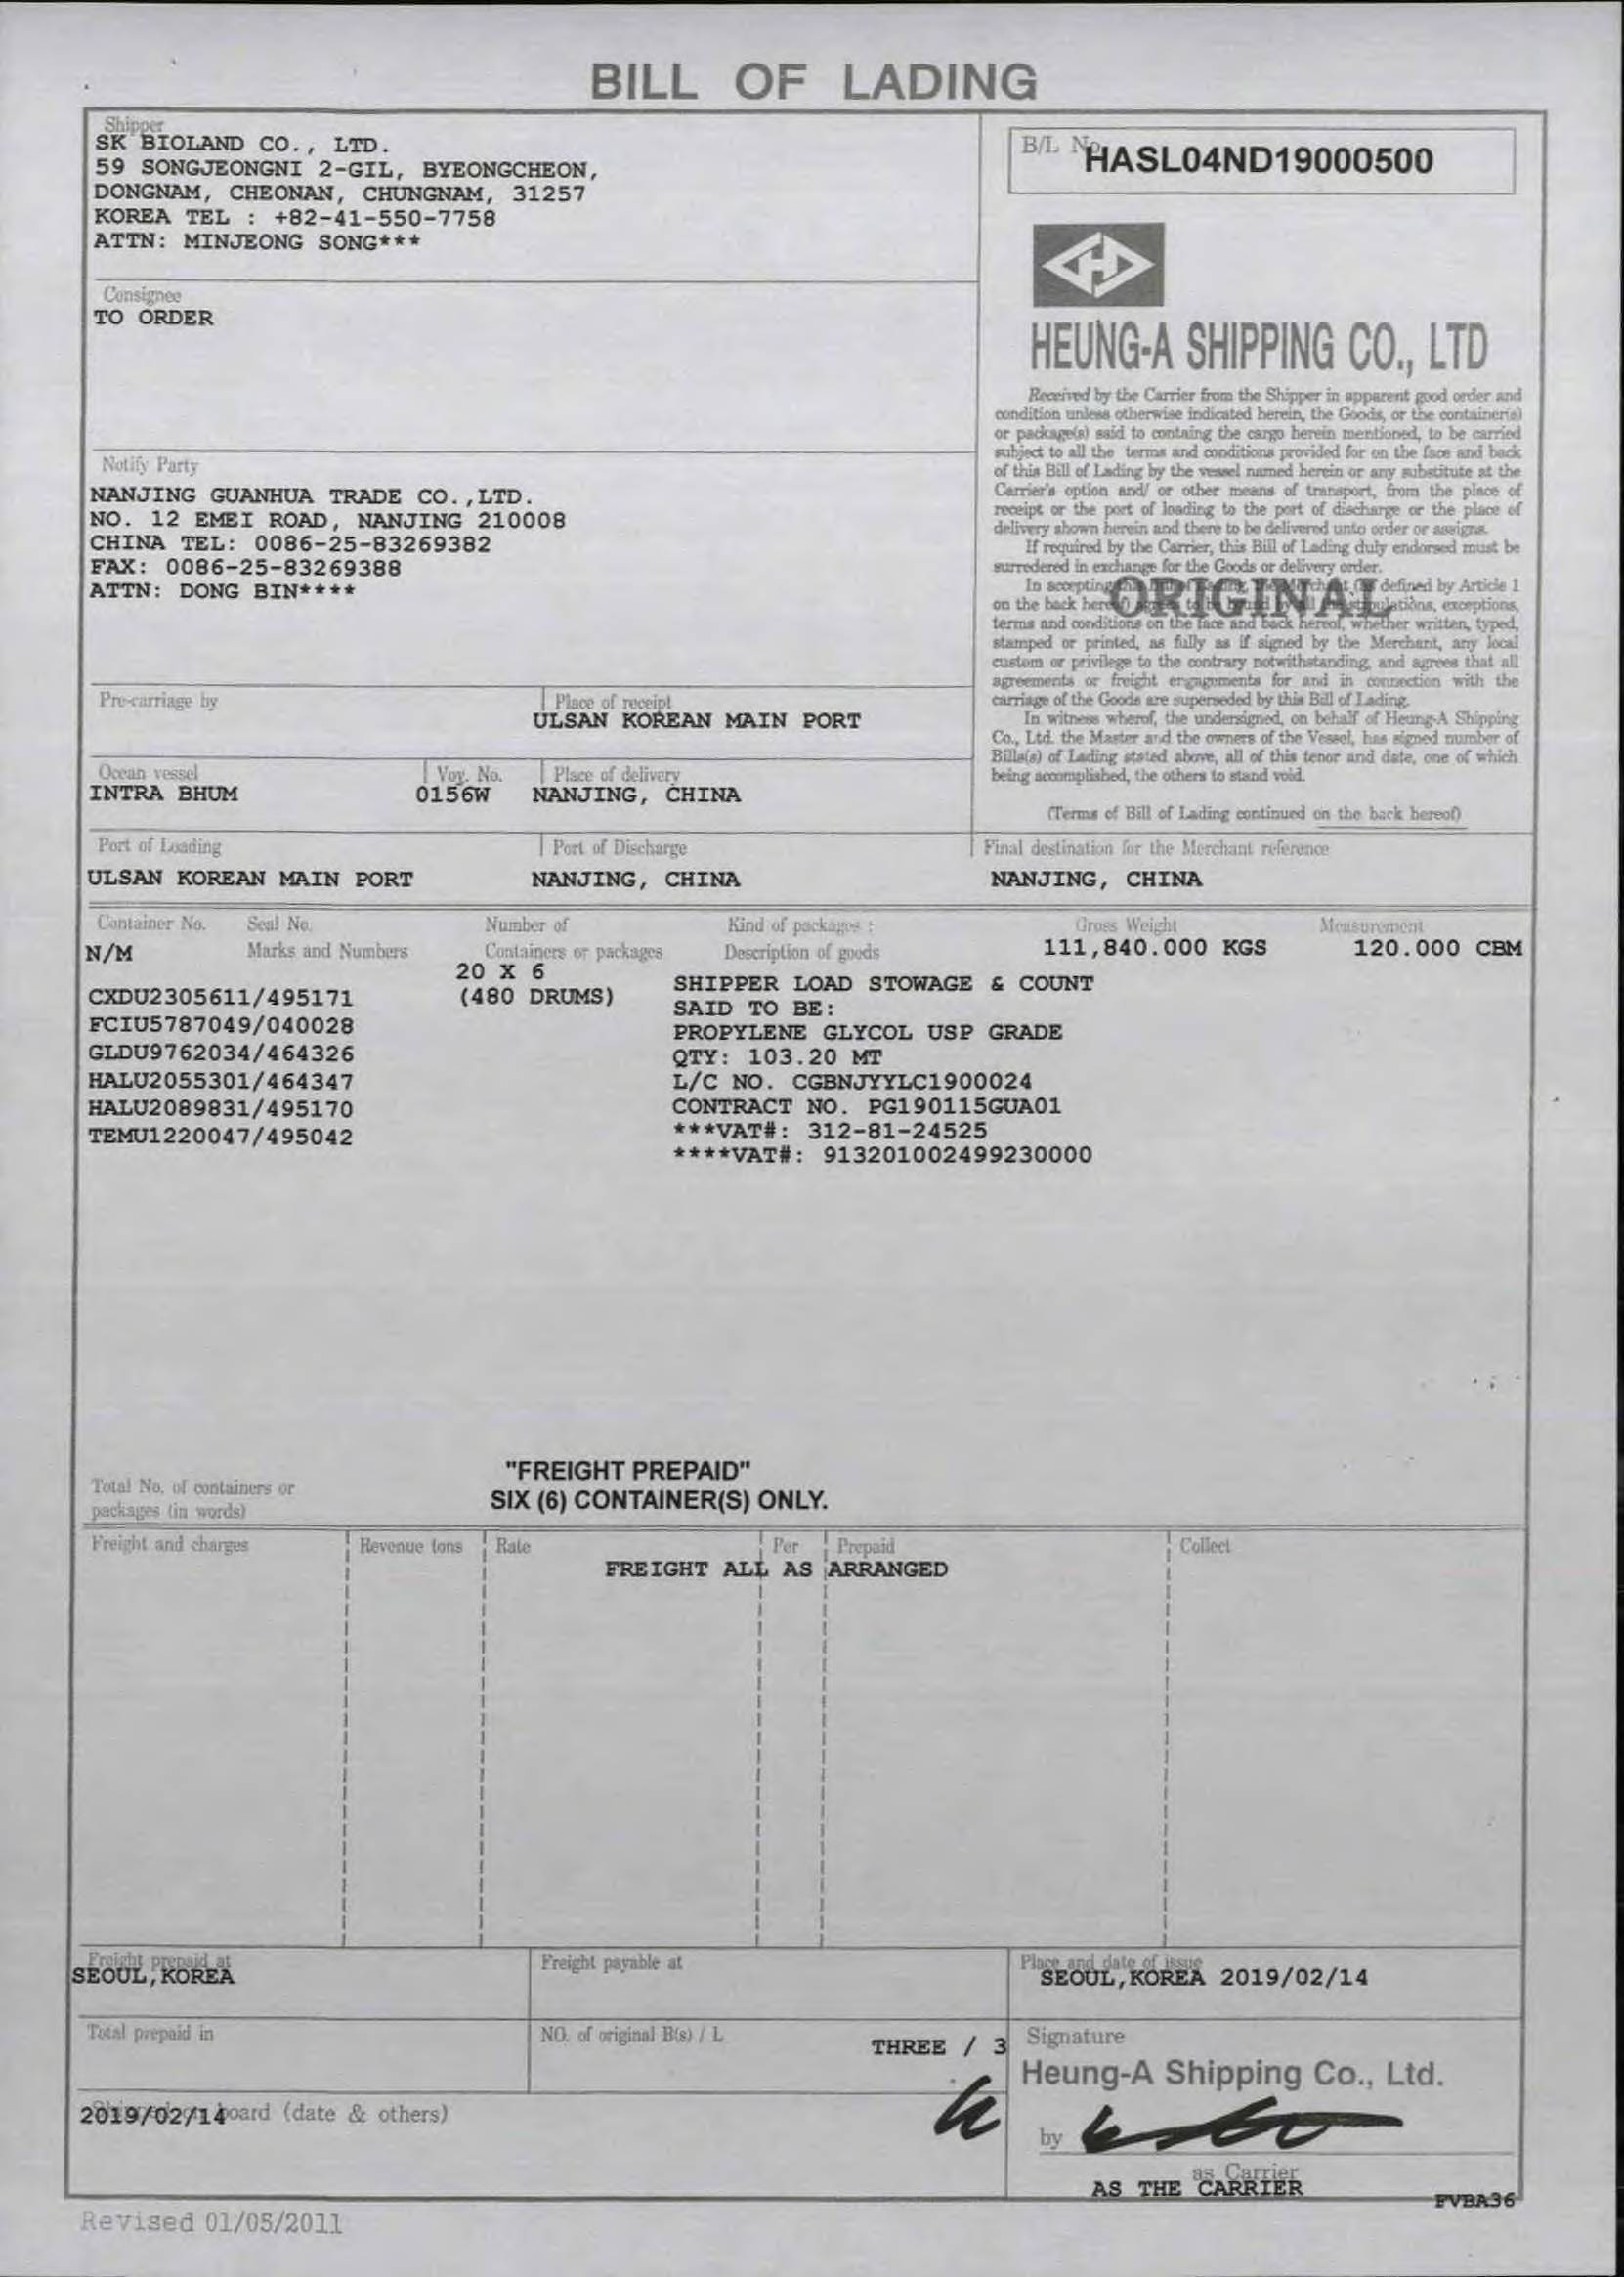 BILL OF LADING
Shipper
SK BIOLAND CO., LTD.
59 SONGJEONGNI 2-GIL, BYEONGCHEON,
DONGNAM, CHEONAN, CHUNGNAM, 31257
KOREA TEL : +82-41-550-7758
ATTN: MINJEONG SONG***
B/L No.
HASL04ND19000500
Consignee
TO ORDER
Notify Party
NANJING GUANHUA TRADE CO.,LTD.
NO. 12 EMEI ROAD, NANJING 210008
CHINA TEL: 0086-25-83269382
FAX: 0086-25-83269388
ATTN: DONG BIN****
HEUNG-A SHIPPING CO., LTD
Received by the Carrier from the Shipper in apparent good order and
condition unless otherwise indicated herein, the Goods, or the container(s)
or package(s) said to containg the cargo herein mentioned, to be carried
subject to all the terms and conditions provided for on the face and back
of this Bill of Lading by the vessel named herein or any substitute at the
Carrier's option and/ or other means of transport, from the place of
receipt or the port of loading to the port of discharge or the place of
delivery shown herein and there to be delivered unto order or assigns.
If required by the Carrier, this Bill of Lading duly endorsed must be
surredered in exchange for the Goods or delivery order.
In accepting Merchant defined by Article 1
ORIGINAL
on the back stipulations, exceptions,
terms and conditions on the face and back hereof, whether written, typed,
stamped or printed, as fully as if signed by the Merchant, any local
custom or privilege to the contrary notwithstanding, and agrees that all
agreements or freight engagements for and in connection with the
carriage of the Goods are superseded by this Bill of Lading.
In witness wherof, the undersigned, on behalf of Heung-A Shipping
Co., Ltd. the Master and the owners of the Vessel, has signed number of
Bills(s) of Lading stated above, all of this tenor and date, one of which
being accomplished, the others to stand void.
(Terms of Bill of Lading continued on the back hereof)
Pre-carriage by
Place of receipt
ULSAN KOREAN MAIN PORT
Ocean vessel Voy. No. Place of delivery
INTRA BHUM 0156W NANJING, CHINA
Port of Loading Port of Discharge Final destination for the Merchant reference
ULSAN KOREAN MAIN PORT NANJING, CHINA NANJING, CHINA
Container No. Seal No. Number of Kind of packages : Gross Weight Measurement
N/M Marks and Numbers Containers or packages Description of goods 111,840.000 KGS 120.000 CBM
20 X 6
(480 DRUMS)
CXDU2305611/495171
FCIU5787049/040028
GLDU9762034/464326
HALU2055301/464347
HALU2089831/495170
TEMU1220047/495042
SHIPPER LOAD STOWAGE & COUNT
SAID TO BE:
PROPYLENE GLYCOL USP GRADE
QTY: 103.20 MT
L/C NO. CGBNJYYLC1900024
CONTRACT NO. PG190115GUA01
***VAT#: 312-81-24525
****VAT#: 913201002499230000
"FREIGHT PREPAID"
SIX (6) CONTAINER(S) ONLY.
Total No. of containers or
packages (in words)
Freight and charges Revenue tons Rate Per Prepaid Collect
FREIGHT ALL AS ARRANGED
Freight prepaid at
SEOUL,KOREA
Freight payable at
Place and date of issue
SEOUL,KOREA 2019/02/14
Total prepaid in
NO. of original B(s) / L
THREE / 3
Signature
Heung-A Shipping Co., Ltd.
2019/02/14
Shipped on board (date & others)
by
as Carrier
AS THE CARRIER
FVBA36
Revised 01/05/2011